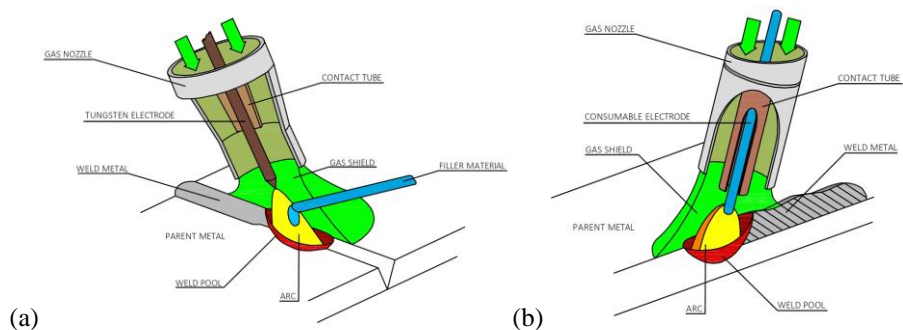 GAS NOZZLE
CONTACT TUBE
TUNGSTEN ELECTRODE
GAS SHIELD
FILLER MATERIAL
WELD METAL
PARENT METAL
WELD POOL
ARC
(a)
GAS NOZZLE
CONTACT TUBE
CONSUMABLE ELECTRODE
GAS SHIELD
WELD METAL
PARENT METAL
ARC
WELD POOL
(b)